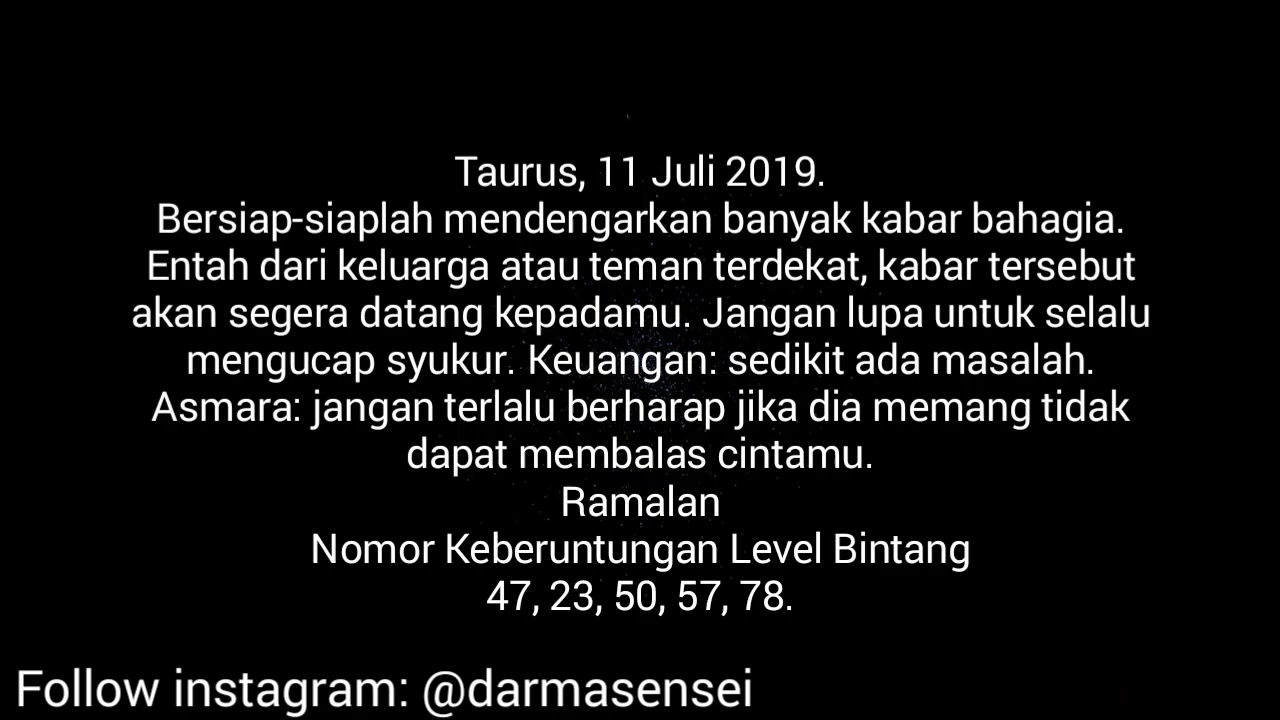 Taurus, 11 Juli 2019.
Bersiap-siaplah mendengarkan banyak kabar bahagia.
Entah dari keluarga atau teman terdekat, kabar tersebut
akan segera datang kepadamu. Jangan lupa untuk selalu
mengucap syukur. Keuangan: sedikit ada masalah.
Asmara: jangan terlalu berharap jika dia memang tidak
dapat membalas cintamu.
Ramalan
Nomor Keberuntungan Level Bintang
47, 23, 50, 57, 78.
Follow instagram: @darmasensei